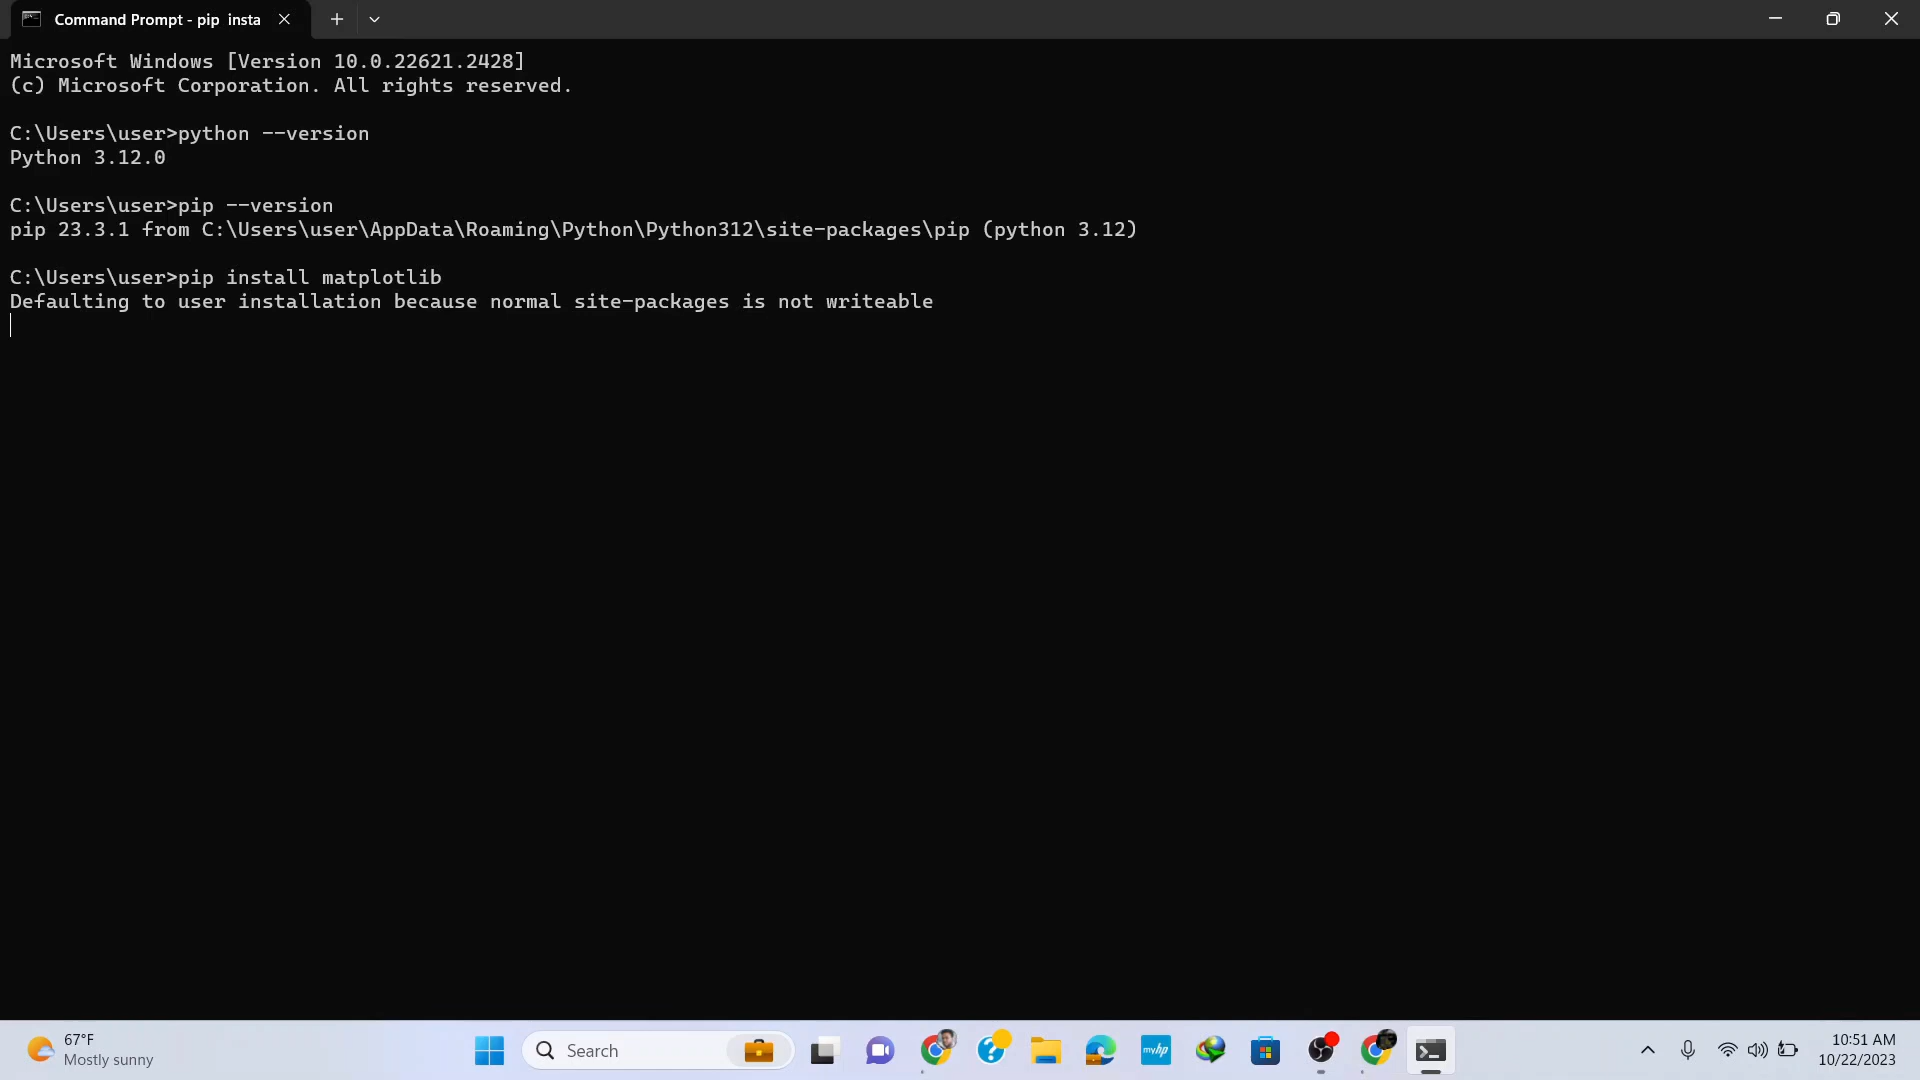 Command Prompt - pip insta
Microsoft Windows [Version 10.0.22621.2428]
(c) Microsoft Corporation. All rights reserved.
C:\Users\user>python --version
Python 3.12.0
C:\Users\user>pip --version
pip 23.3.1 from C:\Users\user\AppData\Roaming\Python\Python312\site-packages\pip (python 3.12)
C:\Users\user>pip install matplotlib
Defaulting to user installation because normal site-packages is not writeable
67°F
Mostly sunny
Search
myhp
10:51 AM
10/22/2023